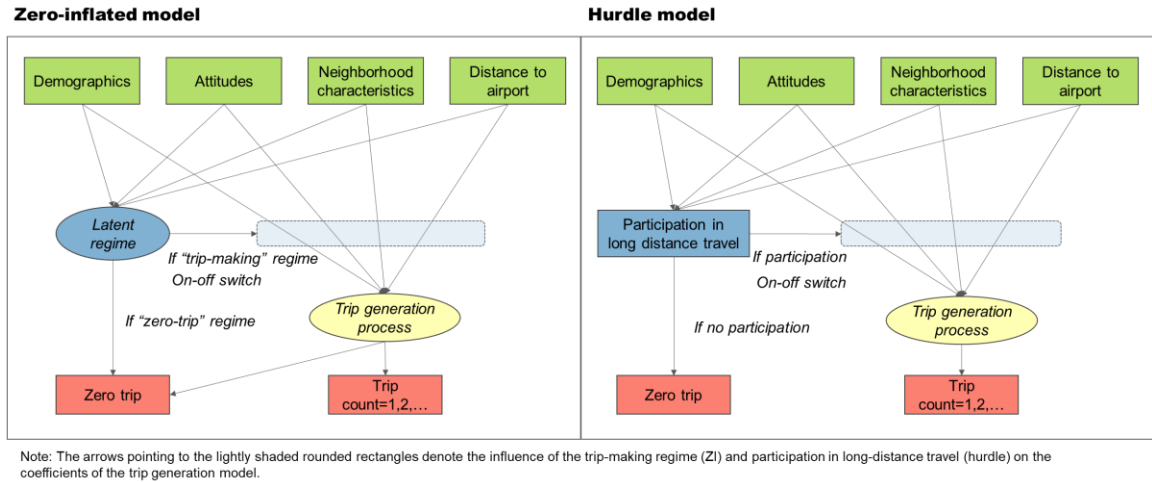 Zero-inflated model
Demographics
Attitudes
Neighborhood
characteristics
Distance to
airport
Latent
regime
If “trip-making” regime
On-off switch
If “zero-trip” regime
Trip generation
process
Zero trip
Trip
count=1,2,…
Hurdle model
Demographics
Attitudes
Neighborhood
characteristics
Distance to
airport
Participation in
long distance travel
If participation
On-off switch
If no participation
Trip generation
process
Zero trip
Trip
count=1,2,…
Note: The arrows pointing to the lightly shaded rounded rectangles denote the influence of the trip-making regime (ZI) and participation in long-distance travel (hurdle) on the
coefficients of the trip generation model.